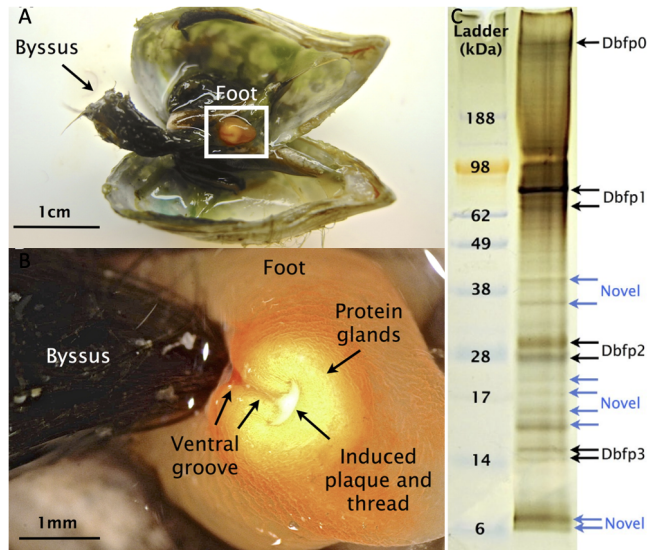 A
Byssus
Foot
1cm
B
Foot
Protein
glands
Byssus
Ventral
groove
Induced
plaque and
thread
1mm
C
Ladder
(kDa)
Dbfp0
188
98
Dbfp1
62
49
38
Novel
28
Dbfp2
17
Novel
14
Dbfp3
6
Novel